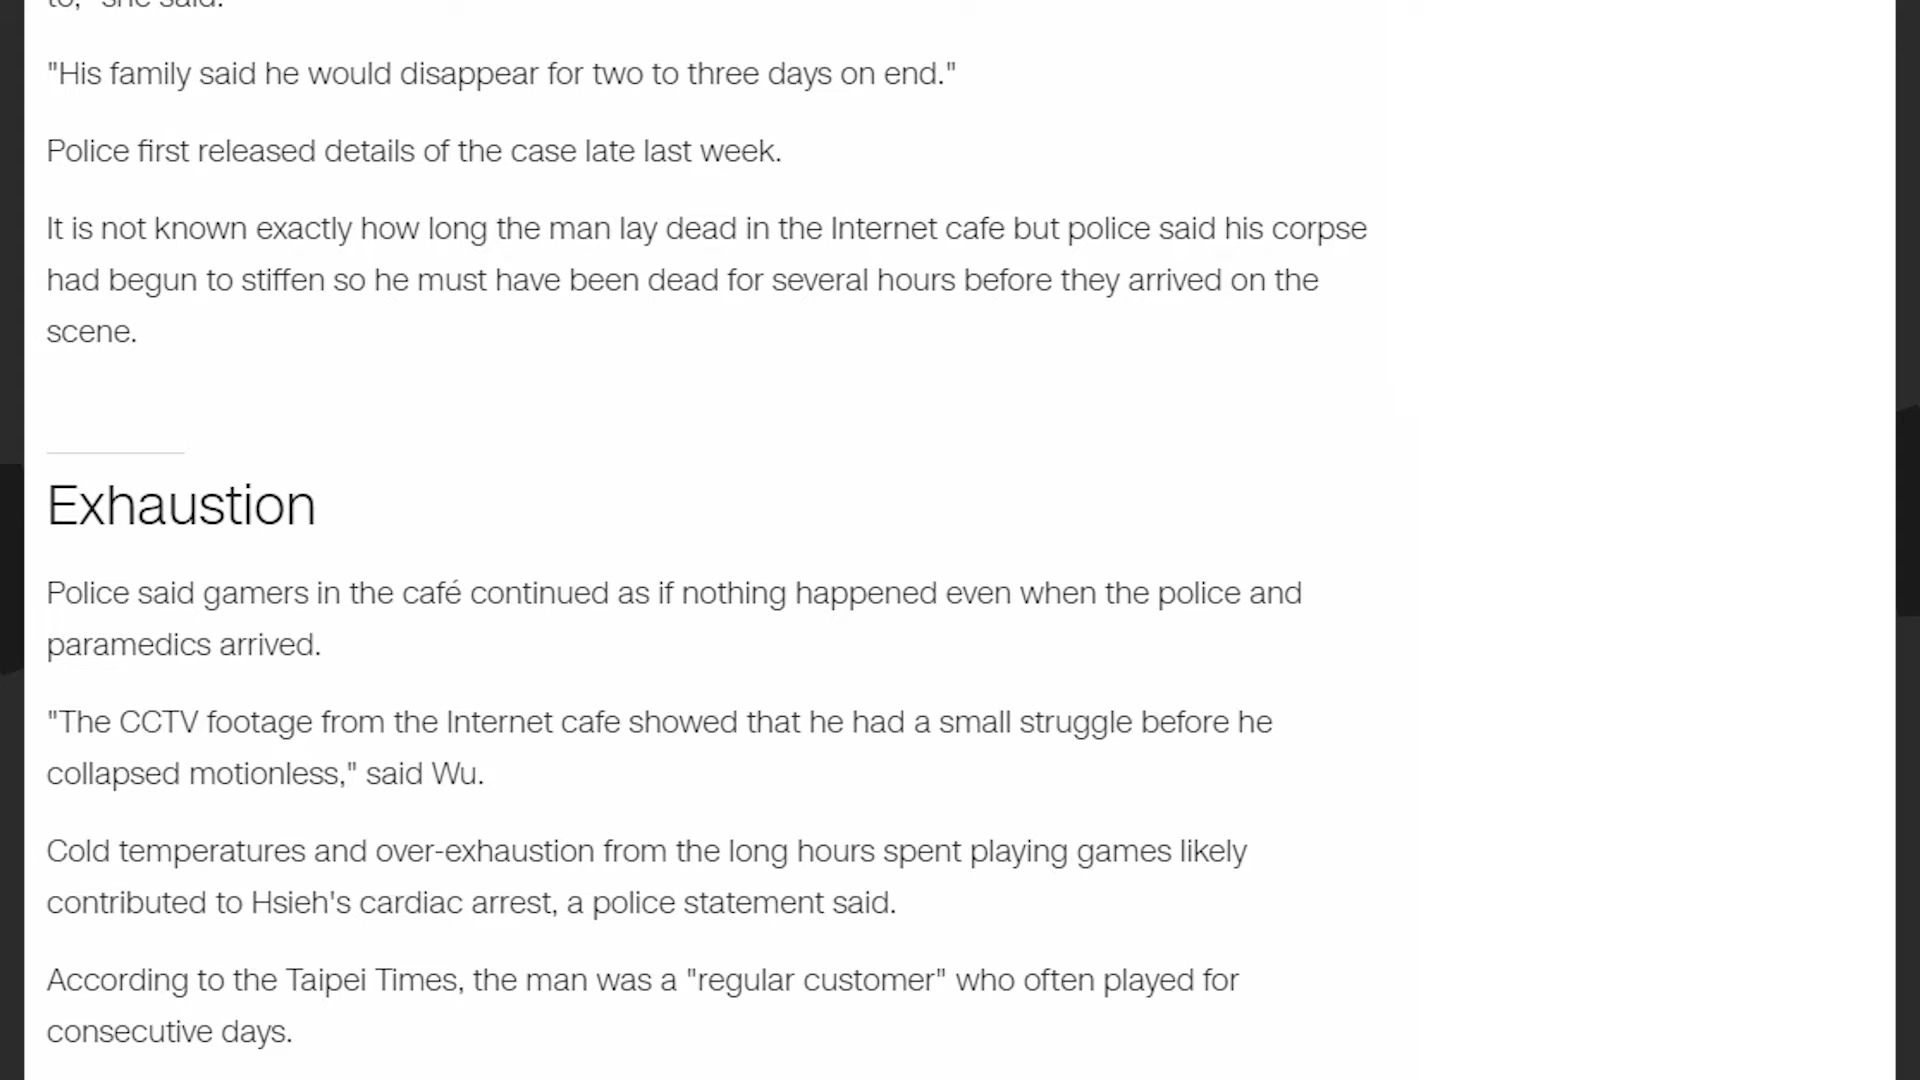 to," she said.
"His family said he would disappear for two to three days on end."
Police first released details of the case late last week.
It is not known exactly how long the man lay dead in the Internet cafe but police said his corpse
had begun to stiffen so he must have been dead for several hours before they arrived on the
scene.
Exhaustion
Police said gamers in the café continued as if nothing happened even when the police and
paramedics arrived.
"The CCTV footage from the Internet cafe showed that he had a small struggle before he
collapsed motionless," said Wu.
Cold temperatures and over-exhaustion from the long hours spent playing games likely
contributed to Hsieh's cardiac arrest, a police statement said.
According to the Taipei Times, the man was a "regular customer" who often played for
consecutive days.